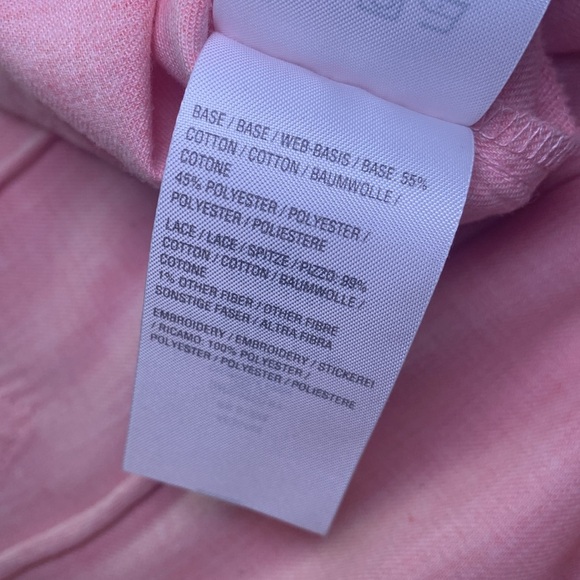 BASE / BASE / WEB-BASIS / BASE: 55%
COTTON / COTTON / BAUMWOLLE /
COTONE
45% POLYESTER / POLYESTER /
POLYESTER / POLIESTERE
LACE / LACE / SPITZE / PIZZO: 99%
COTTON / COTTON / BAUMWOLLE /
COTONE
1% OTHER FIBER / OTHER FIBRE
SONSTIGE FASER / ALTRA FIBRA
EMBROIDERY / EMBROIDERY / STICKEREI
/ RICAMO: 100% POLYESTER /
POLYESTER / POLYESTER / POLIESTERE